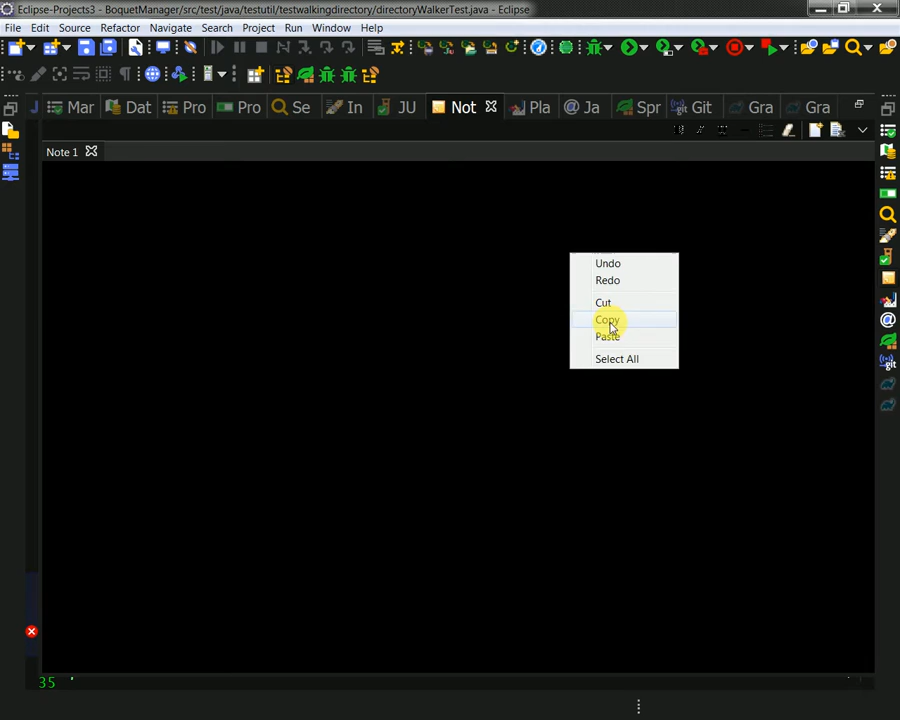 Eclipse-Projects3 - BoquetManager/src/test/java/testutil/testwalkingdirectory/directoryWalkerTest.java - Eclipse
File Edit Source Refactor Navigate Search Project Run Window Help
J Mar Dat Pro Pro Se In JU Not Pla @ Ja Spr Git Gra Gra
Note 1
Undo
Redo
Cut
Copy
Paste
Select All
git
35